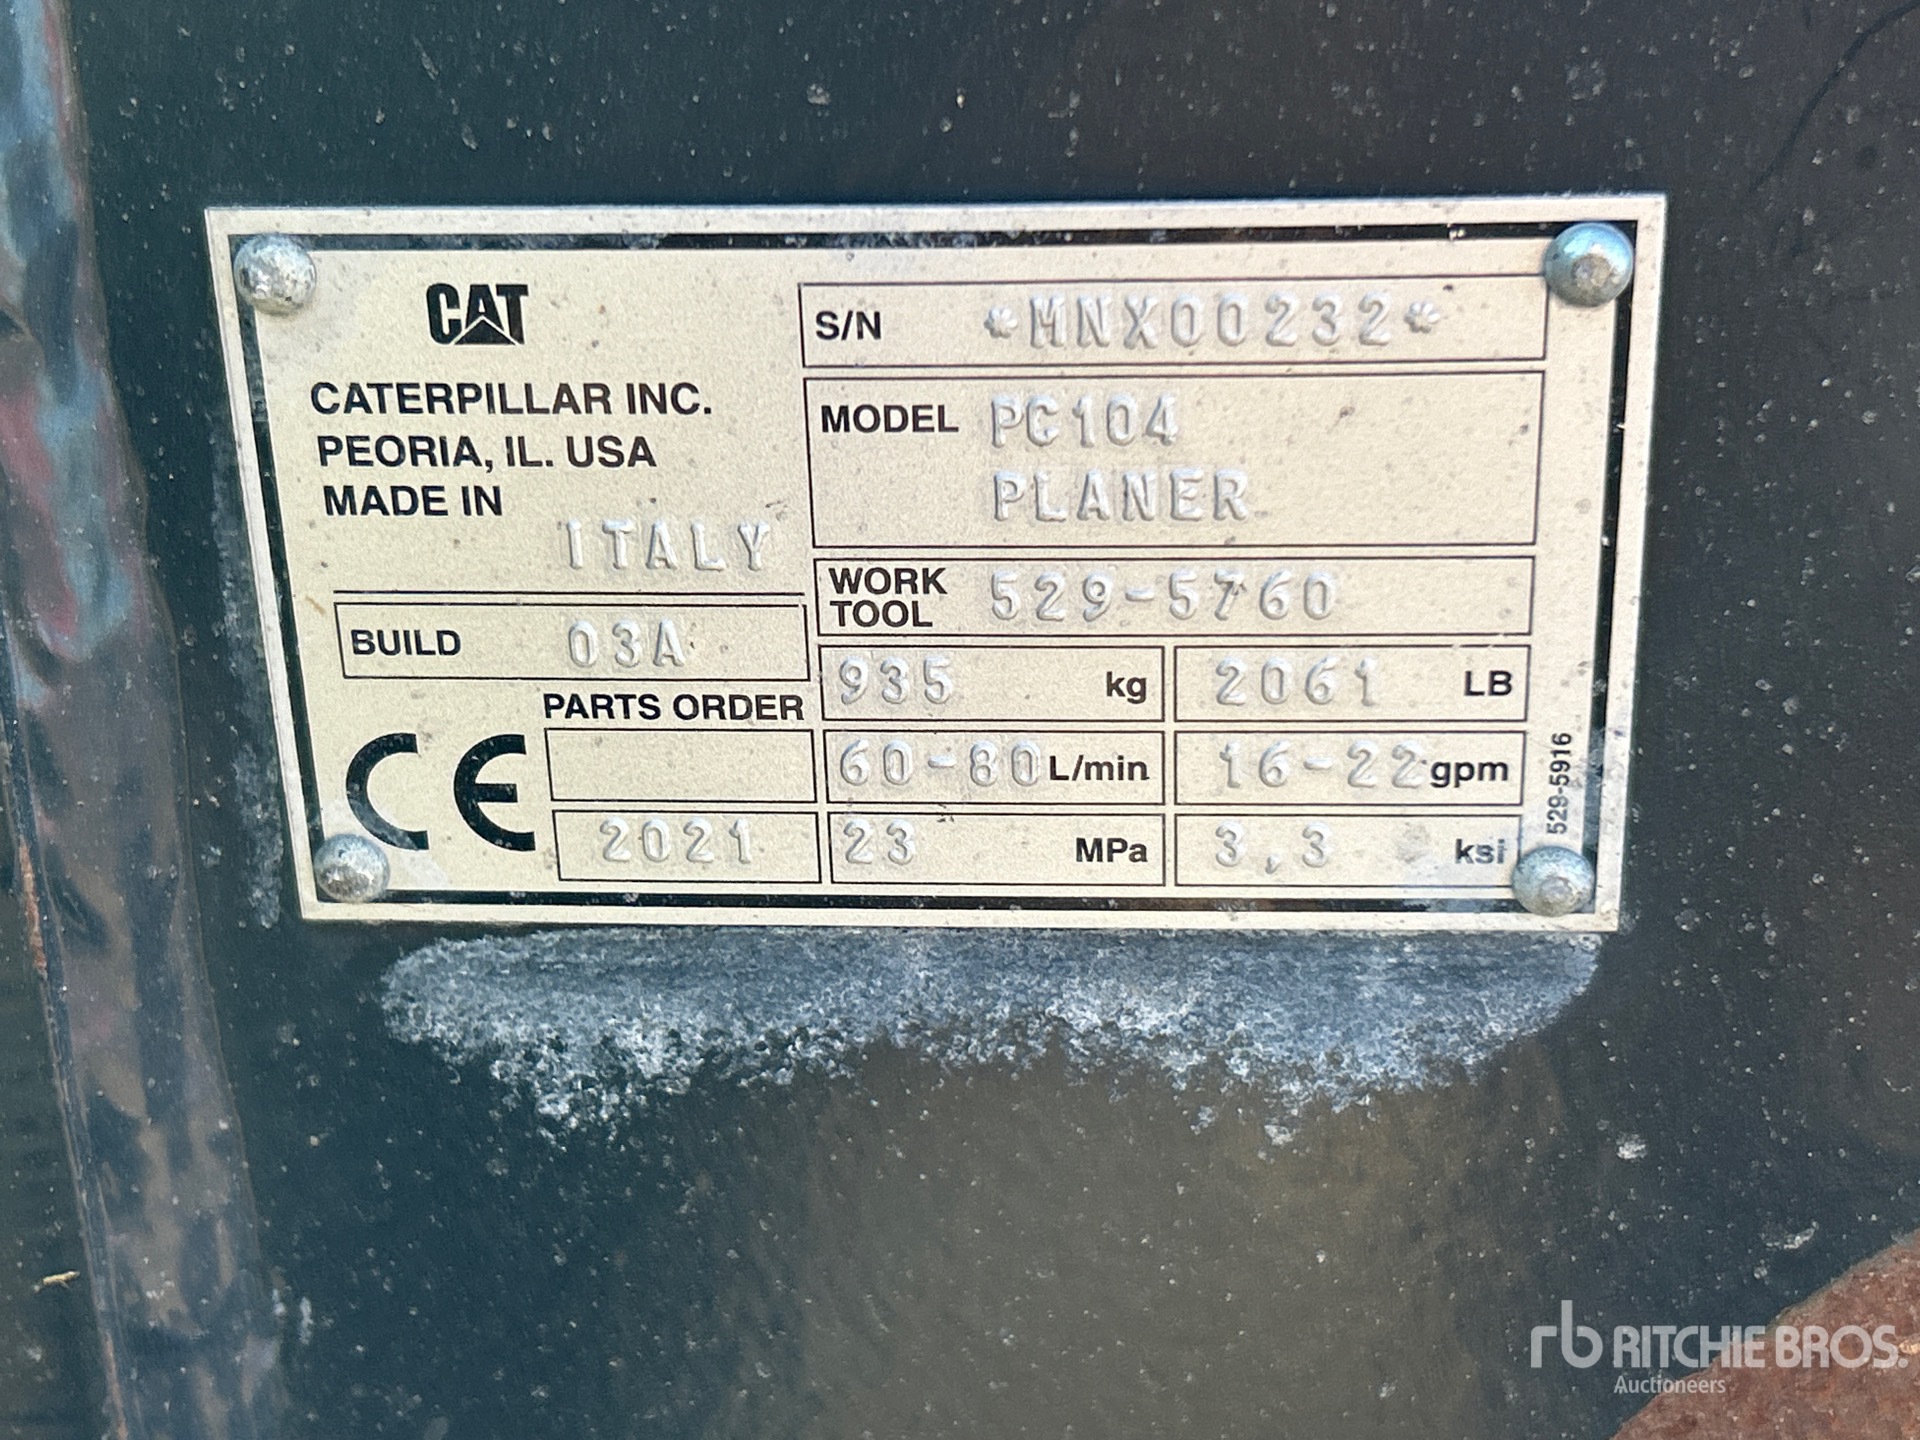 CAT
CATERPILLAR INC.
PEORIA, IL. USA
MADE IN
ITALY
BUILD 03A
PARTS ORDER
2021
CE
S/N *MNX00232*
MODEL PC104
PLANER
WORK TOOL 529-5760
935 kg 2061 LB
60-80 L/min 16-22 gpm
23 MPa 3,3 ksi
529-5916
rb RITCHIE BROS.
Auctioneers